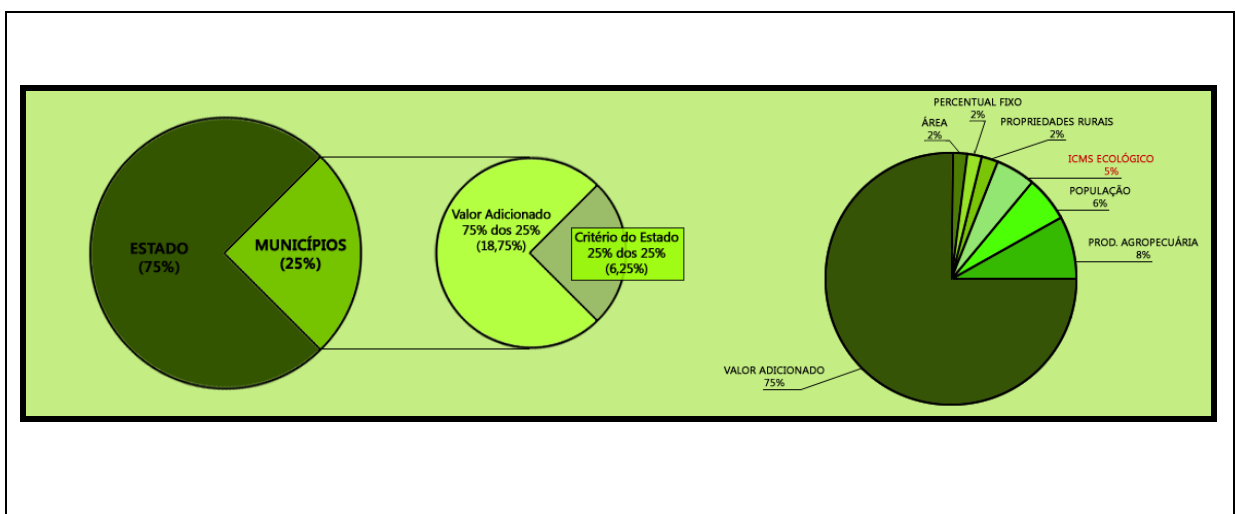 ESTADO
(75%)
MUNICÍPIOS
(25%)
Valor Adicionado
75% dos 25%
(18,75%)
Critério do Estado
25% dos 25%
(6,25%)
PERCENTUAL FIXO
2%
ÁREA
2%
PROPRIEDADES RURAIS
2%
ICMS ECOLÓGICO
5%
POPULAÇÃO
6%
PROD. AGROPECUÁRIA
8%
VALOR ADICIONADO
75%